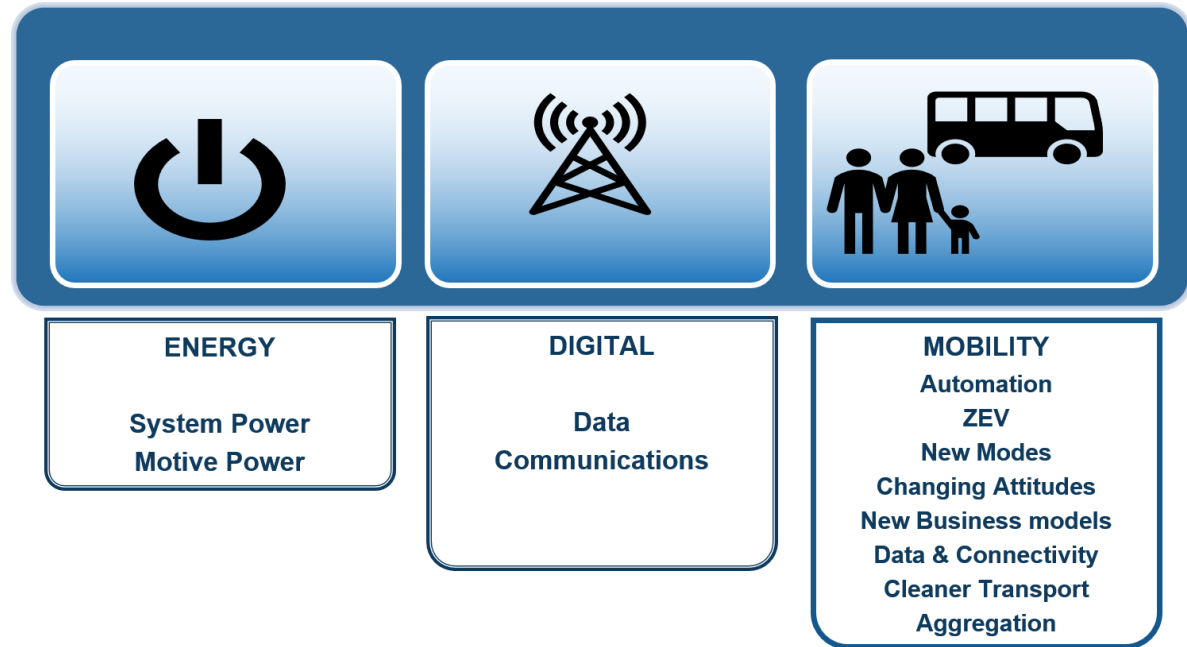 ENERGY
System Power
Motive Power
DIGITAL
Data
Communications
MOBILITY
Automation
ZEV
New Modes
Changing Attitudes
New Business models
Data & Connectivity
Cleaner Transport
Aggregation